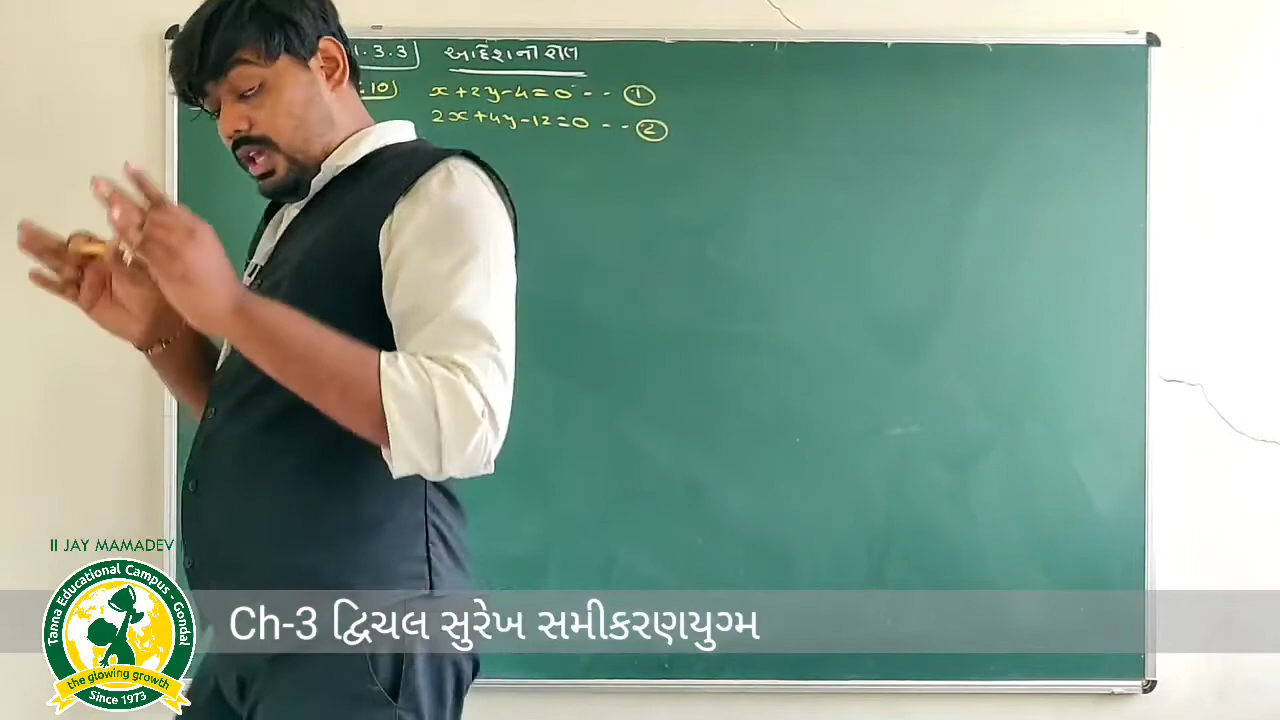 1.3.3 આદેશની રીત
10) x+2y-4=0 -- ①
2x+4y-12=0 -- ②
II JAY MAMADEV
Tanna Educational Campus - Gondal
the glowing growth
Since 1973
Ch-3 દ્વિચલ સુરેખ સમીકરણયુગ્મ